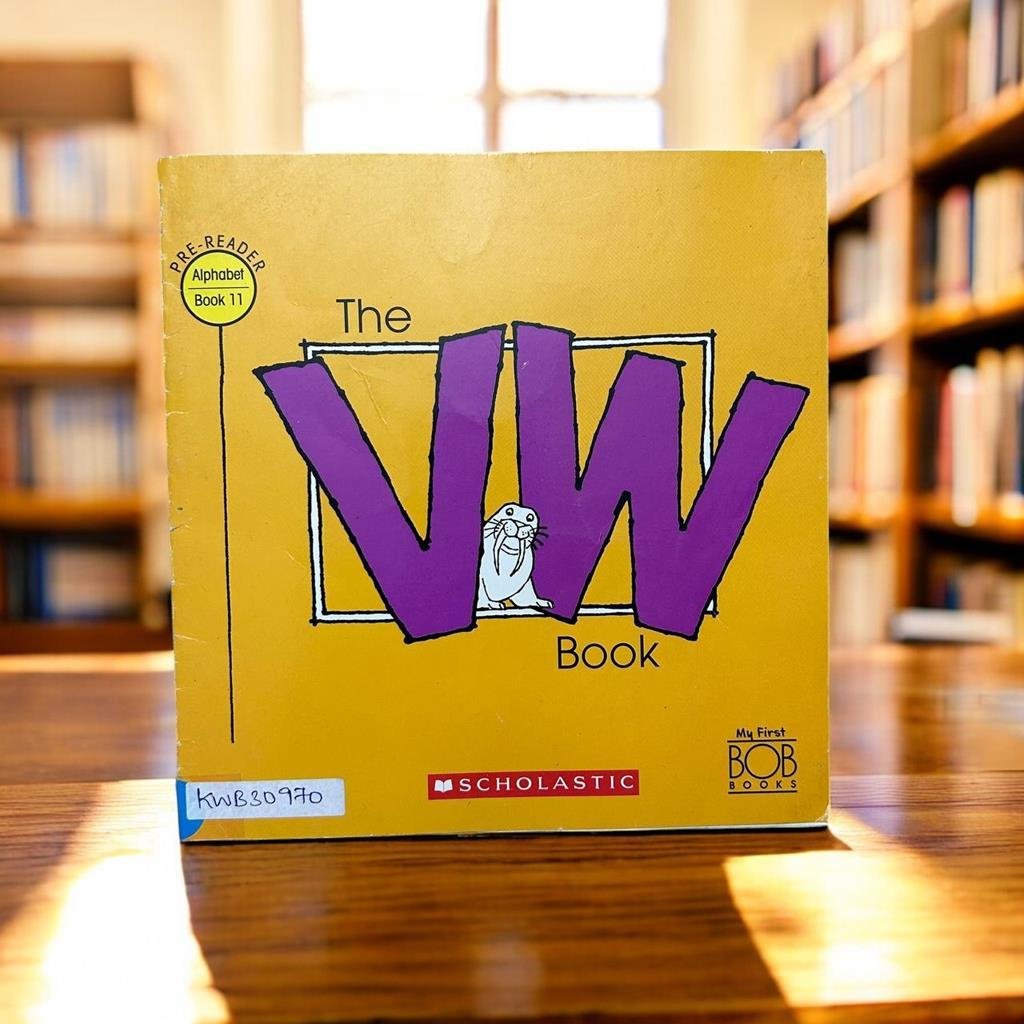 PRE-READER
Alphabet
Book 11
The
VW
Book
My First
BOB
BOOKS
SCHOLASTIC
KWB30970